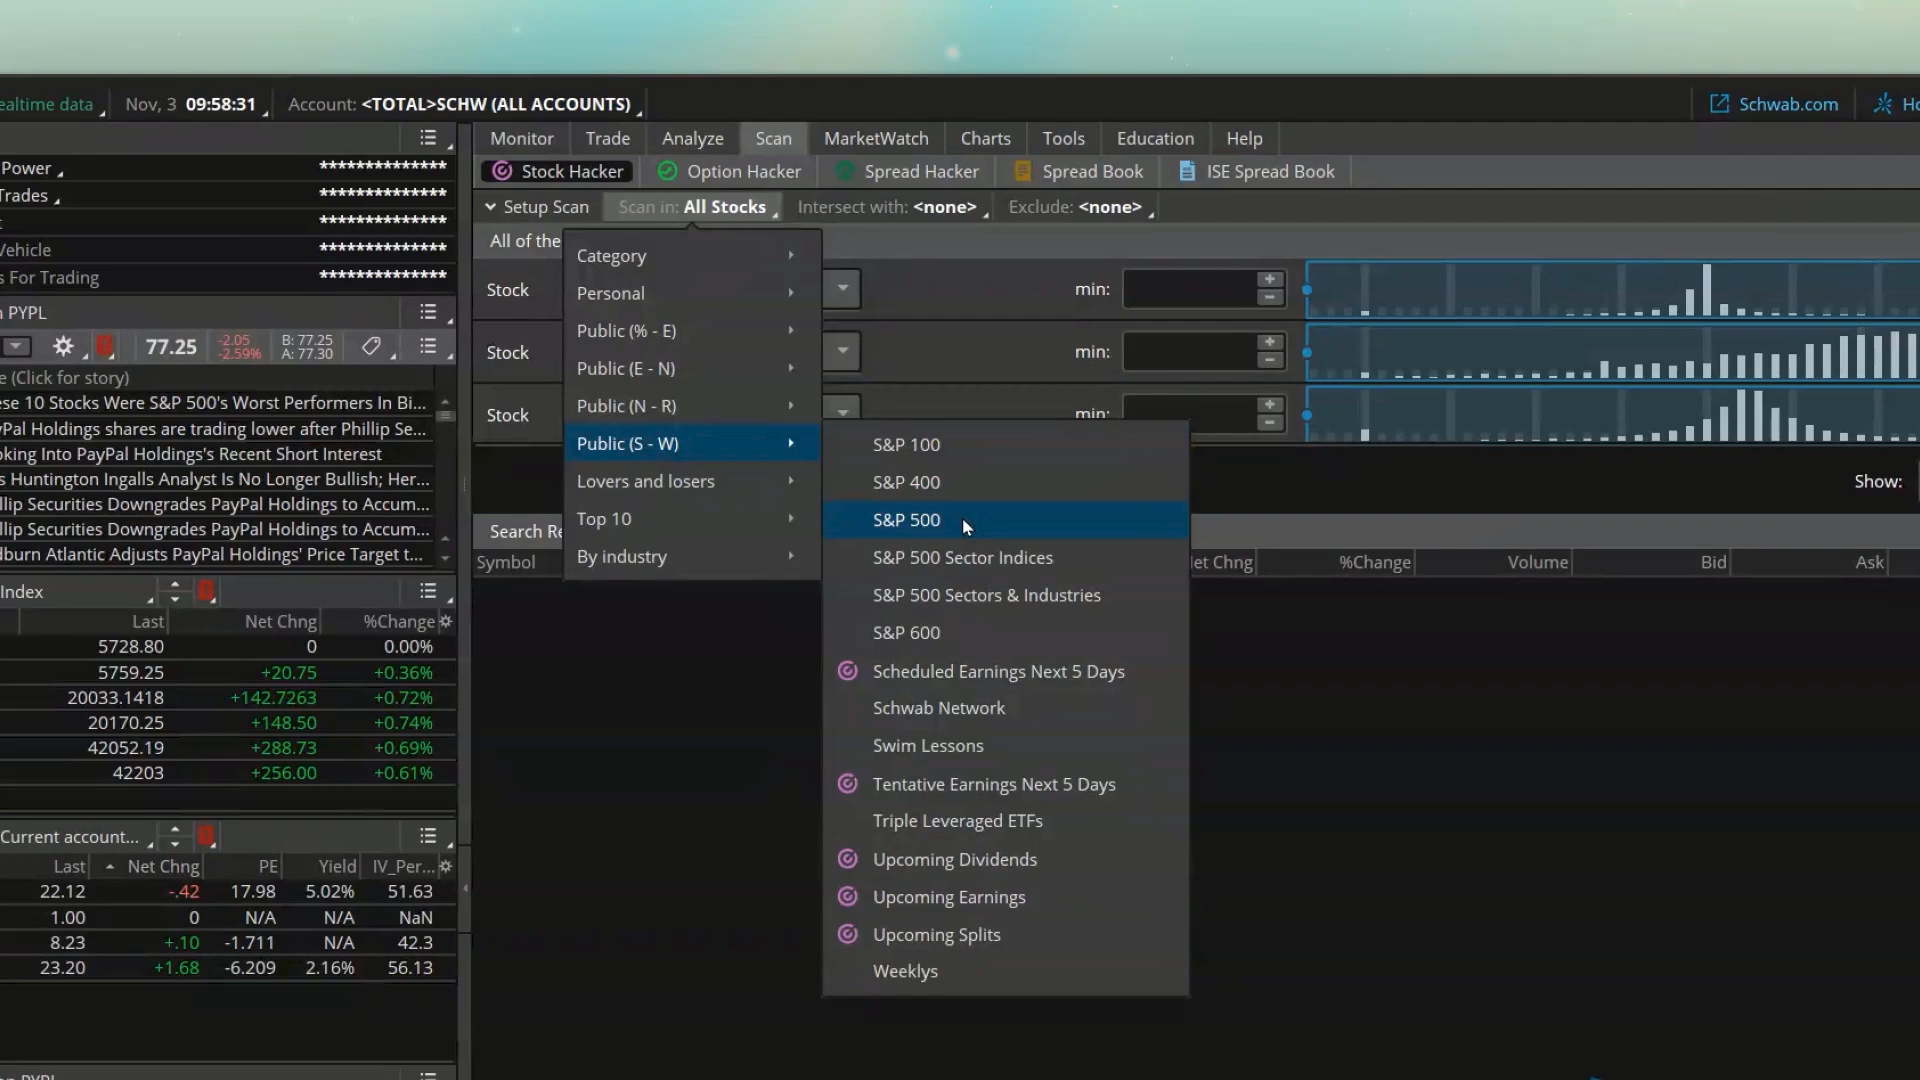 ealtime data Nov, 3 09:58:31 Account: <TOTAL>SCHW (ALL ACCOUNTS) Schwab.com Ho
Monitor Trade Analyze Scan MarketWatch Charts Tools Education Help
Stock Hacker Option Hacker Spread Hacker Spread Book ISE Spread Book
Setup Scan Scan in: All Stocks Intersect with: <none> Exclude: <none>
All of the
Power **************
Trades **************
t **************
Vehicle **************
s For Trading **************
n PYPL
77.25 -2.05 -2.59% B: 77.25 A: 77.30
e (Click for story)
ese 10 Stocks Were S&P 500's Worst Performers In Bi...
yPal Holdings shares are trading lower after Phillip Se...
oking Into PayPal Holdings's Recent Short Interest
s Huntington Ingalls Analyst Is No Longer Bullish; Her...
llip Securities Downgrades PayPal Holdings to Accum...
llip Securities Downgrades PayPal Holdings to Accum...
dburn Atlantic Adjusts PayPal Holdings' Price Target t...
Index
Last Net Chng %Change
5728.80 0 0.00%
5759.25 +20.75 +0.36%
20033.1418 +142.7263 +0.72%
20170.25 +148.50 +0.74%
42052.19 +288.73 +0.69%
42203 +256.00 +0.61%
Current account...
Last Net Chng PE Yield IV_Per...
22.12 -.42 17.98 5.02% 51.63
1.00 0 N/A N/A NaN
8.23 +.10 -1.711 N/A 42.3
23.20 +1.68 -6.209 2.16% 56.13
on PYPL
Stock min:
Stock min:
Stock min:
Show:
Search Re
Symbol
let Chng %Change Volume Bid Ask
Category
Personal
Public (% - E)
Public (E - N)
Public (N - R)
Public (S - W)
Lovers and losers
Top 10
By industry
S&P 100
S&P 400
S&P 500
S&P 500 Sector Indices
S&P 500 Sectors & Industries
S&P 600
Scheduled Earnings Next 5 Days
Schwab Network
Swim Lessons
Tentative Earnings Next 5 Days
Triple Leveraged ETFs
Upcoming Dividends
Upcoming Earnings
Upcoming Splits
Weeklys